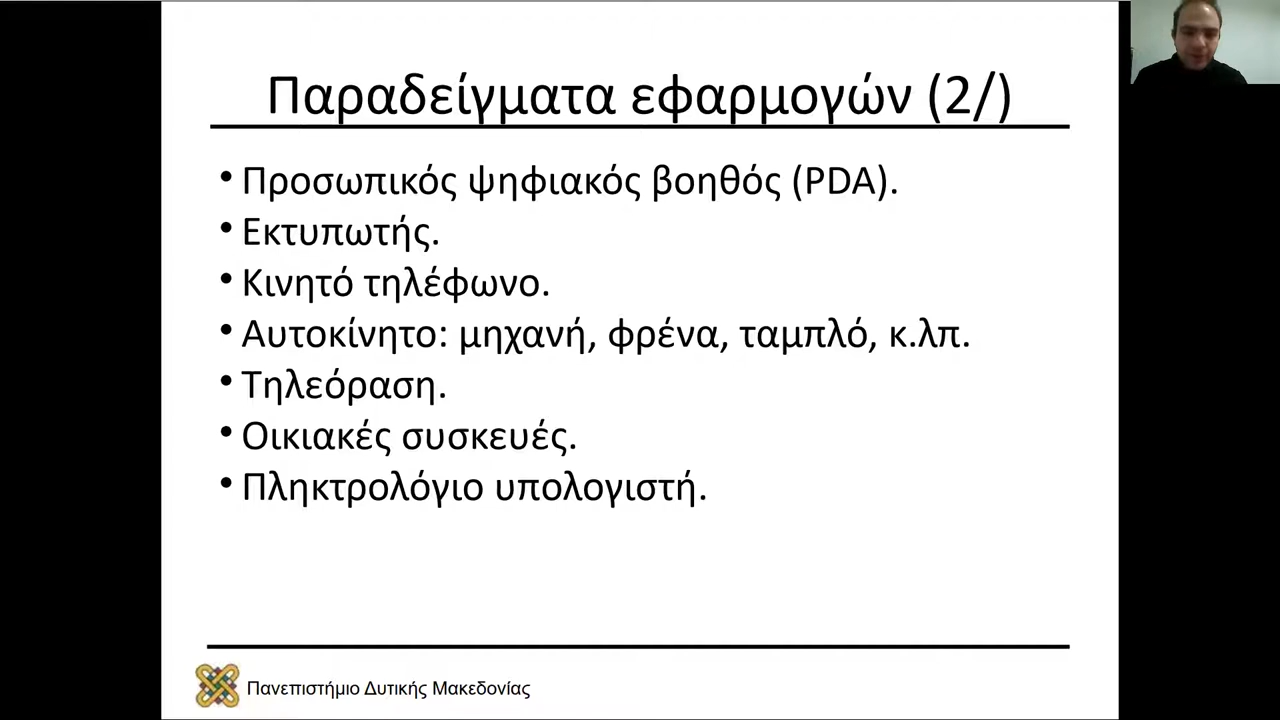 Παραδείγματα εφαρμογών (2/)
• Προσωπικός ψηφιακός βοηθός (PDA).
• Εκτυπωτής.
• Κινητό τηλέφωνο.
• Αυτοκίνητο: μηχανή, φρένα, ταμπλό, κ.λπ.
• Τηλεόραση.
• Οικιακές συσκευές.
• Πληκτρολόγιο υπολογιστή.
Πανεπιστήμιο Δυτικής Μακεδονίας